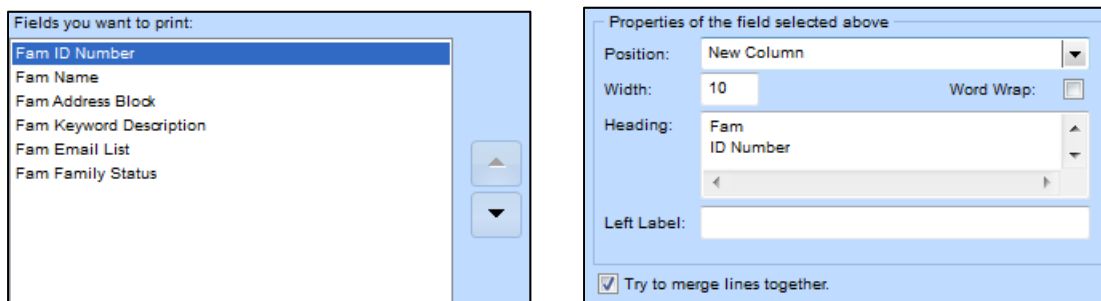 Fields you want to print:
Fam ID Number
Fam Name
Fam Address Block
Fam Keyword Description
Fam Email List
Fam Family Status
Properties of the field selected above
Position: New Column
Width: 10 Word Wrap:
Heading: Fam
ID Number
Left Label:
Try to merge lines together.